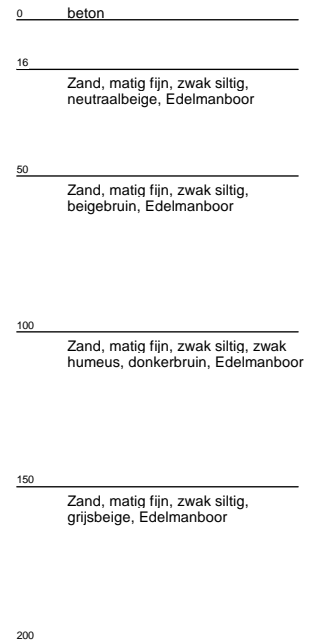 0 beton
16
Zand, matig fijn, zwak siltig,
neutraalbeige, Edelmanboor
50
Zand, matig fijn, zwak siltig,
beigebruin, Edelmanboor
100
Zand, matig fijn, zwak siltig, zwak
humeus, donkerbruin, Edelmanboor
150
Zand, matig fijn, zwak siltig,
grijsbeige, Edelmanboor
200